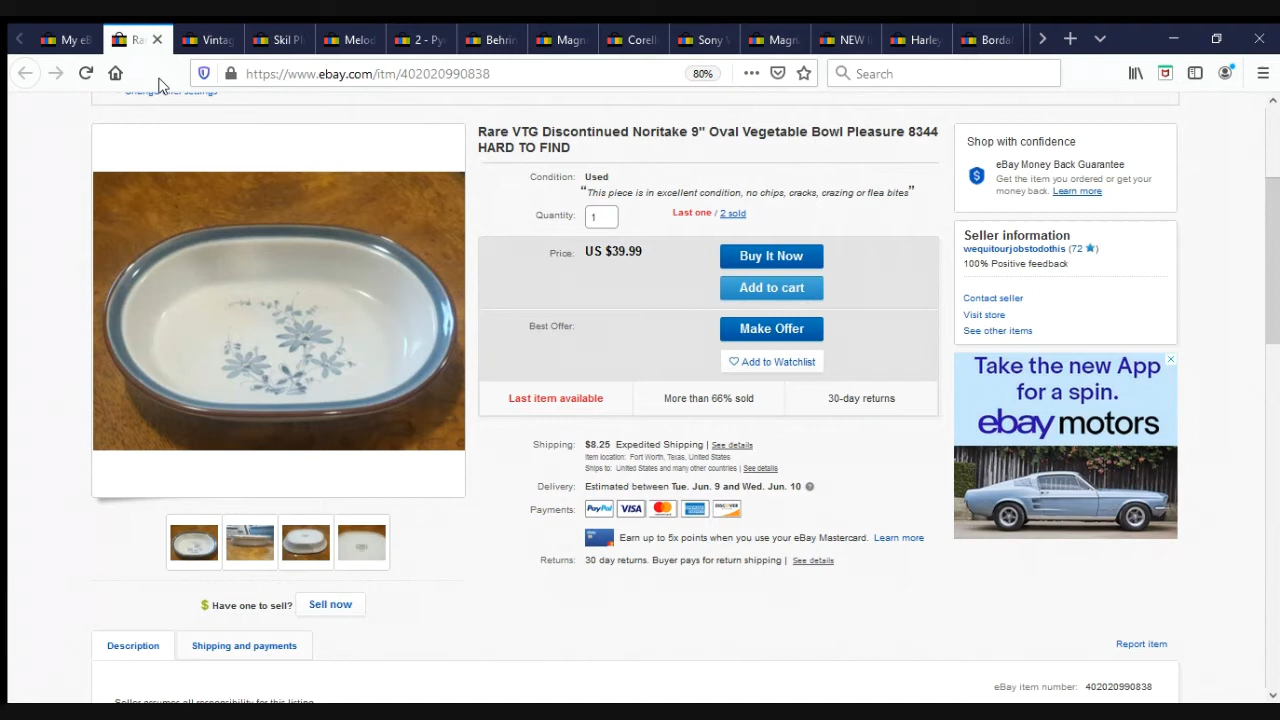 My eB
Ra
Vintag
Skil Pl
Melod
2 - Py
Behrin
Magn
Corell
Sony
Magn
NEW I
Harley
Borda
https://www.ebay.com/itm/402020990838
80%
Search
Rare VTG Discontinued Noritake 9" Oval Vegetable Bowl Pleasure 8344
HARD TO FIND
Condition: Used
“This piece is in excellent condition, no chips, cracks, crazing or flea bites”
Quantity: 1 Last one / 2 sold
Price: US $39.99
Buy It Now
Add to cart
Best Offer:
Make Offer
Add to Watchlist
Last item available More than 66% sold 30-day returns
Shipping: $8.25 Expedited Shipping | See details
Item location: Fort Worth, Texas, United States
Ships to: United States and many other countries | See details
Delivery: Estimated between Tue. Jun. 9 and Wed. Jun. 10
Payments: PayPal VISA
Earn up to 5x points when you use your eBay Mastercard. Learn more
Returns: 30 day returns. Buyer pays for return shipping | See details
Shop with confidence
eBay Money Back Guarantee
Get the item you ordered or get your
money back. Learn more
Seller information
wequitourjobstodothis (72)
100% Positive feedback
Contact seller
Visit store
See other items
Take the new App
for a spin.
ebay motors
$ Have one to sell? Sell now
Description
Shipping and payments
Report item
eBay item number: 402020990838
Seller assumes all responsibility for this listing.